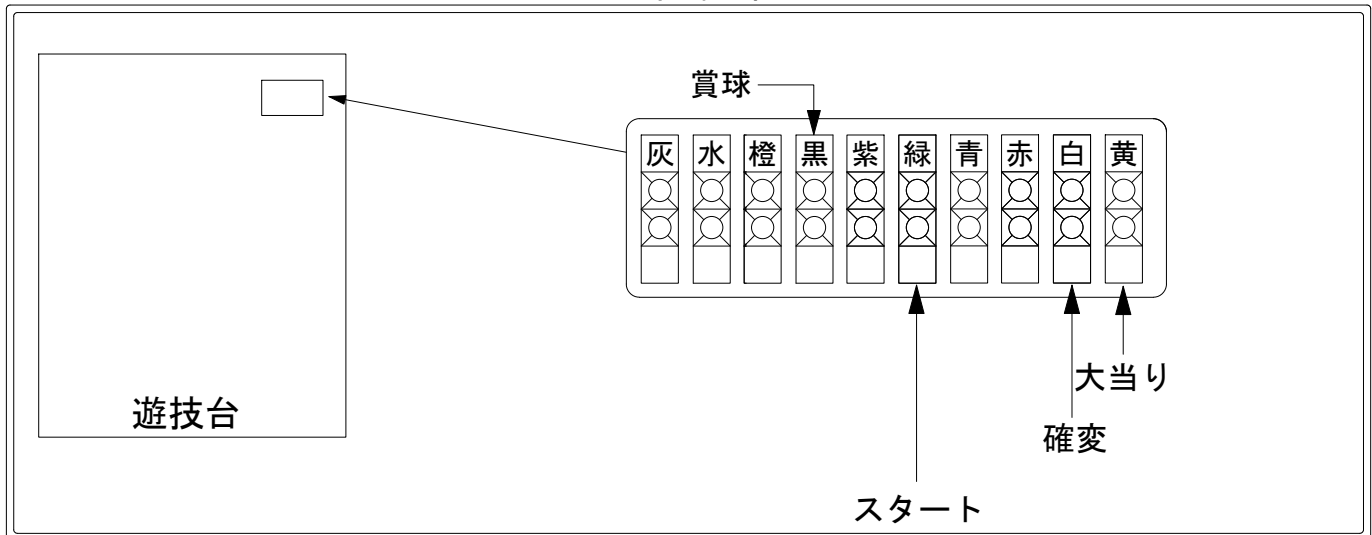 賞球
灰 水 橙 黒 紫 緑 青 赤 白 黄
大当り
遊技台
確変
スタート